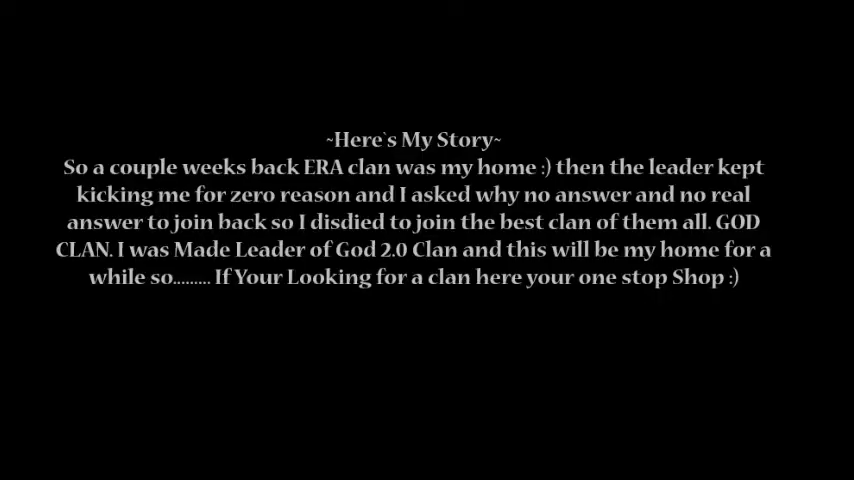 ~Here`s My Story~
So a couple weeks back ERA clan was my home :) then the leader kept
kicking me for zero reason and I asked why no answer and no real
answer to join back so I disdied to join the best clan of them all. GOD
CLAN. I was Made Leader of God 2.0 Clan and this will be my home for a
while so......... If Your Looking for a clan here your one stop Shop :)